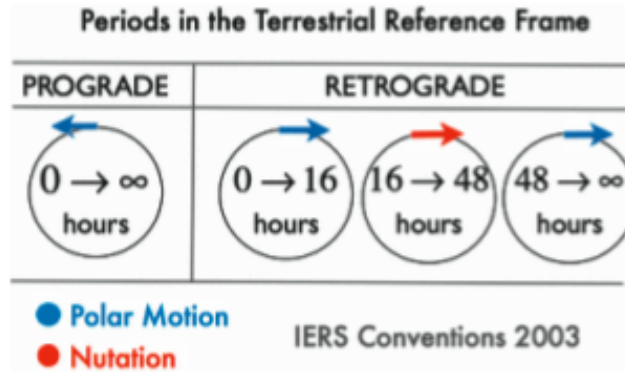 Periods in the Terrestrial Reference Frame
PROGRADE RETROGRADE
0 → ∞ 0 → 16 16 → 48 48 → ∞
hours hours hours hours
Polar Motion
IERS Conventions 2003
Nutation